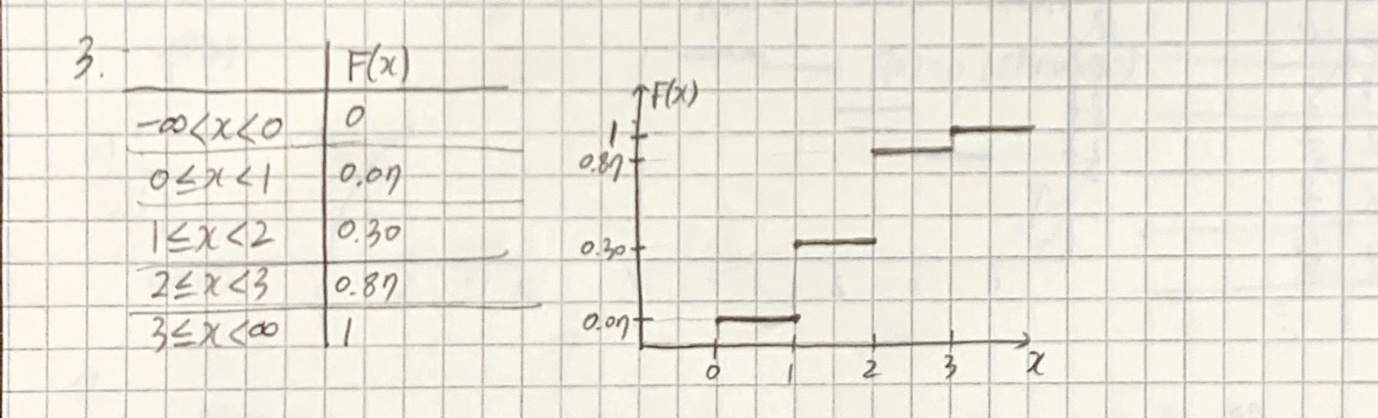 3.
F(x)
-∞<x<0 0
0≤x<1 0.07
1≤x<2 0.30
2≤x<3 0.87
3≤x<∞ 1
F(x)
1
0.87
0.30
0.07
0 1 2 3 x